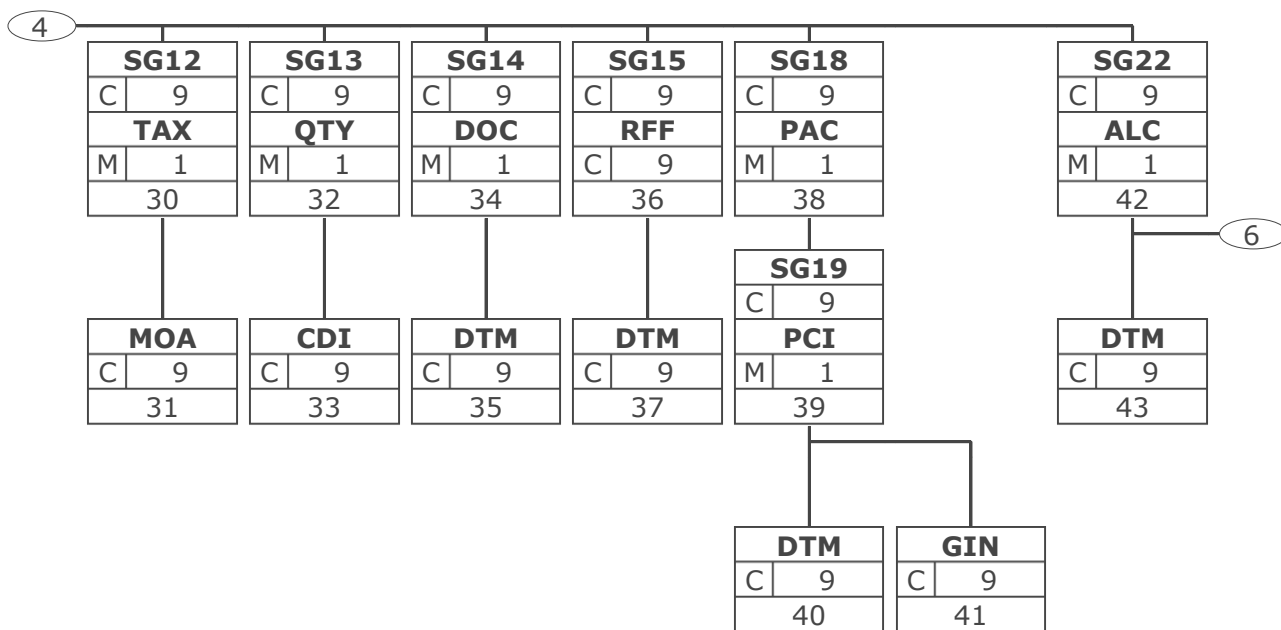 4
SG12 SG13 SG14 SG15 SG18 SG22
C 9 C 9 C 9 C 9 C 9 C 9
TAX QTY DOC RFF PAC ALC
M 1 M 1 M 1 C 9 M 1 M 1
30 32 34 36 38 42
6
SG19
C 9
MOA CDI DTM DTM PCI DTM
C 9 C 9 C 9 C 9 M 1 C 9
31 33 35 37 39 43
DTM GIN
C 9 C 9
40 41